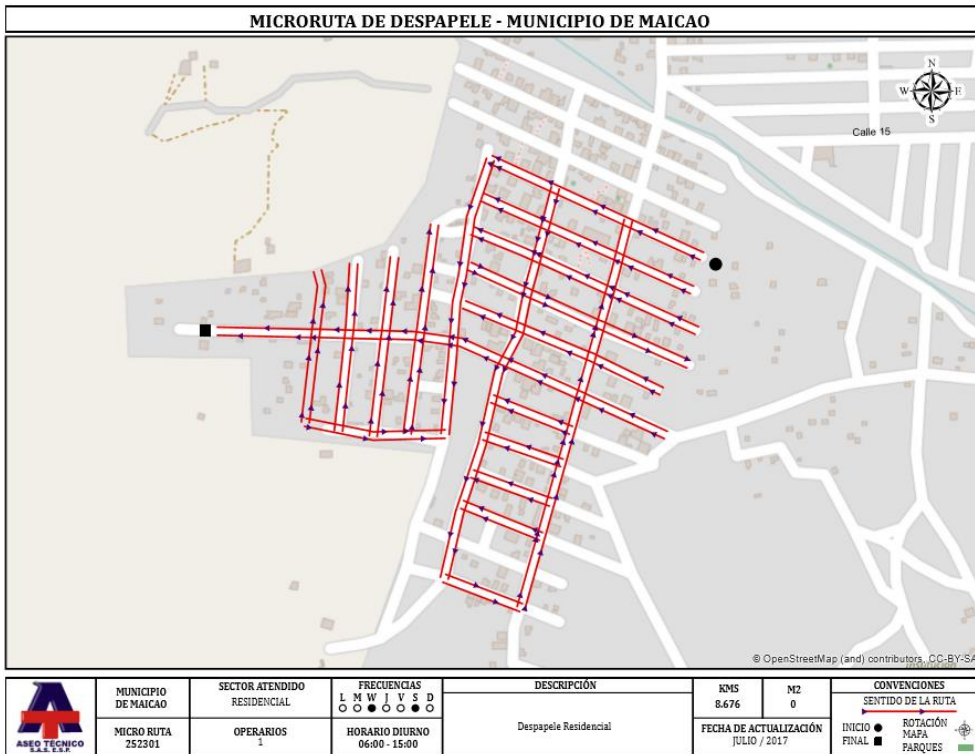 MICRORUTA DE DESPAPELE - MUNICIPIO DE MAICAO
N
W E
S
Calle 15
© OpenStreetMap (and) contributors, CC-BY-SA
ASEO TÉCNICO
S.A.S. E.S.P.
MUNICIPIO
DE MAICAO
MICRO RUTA
252301
SECTOR ATENDIDO
RESIDENCIAL
OPERARIOS
1
FRECUENCIAS
L M W J V S D
HORARIO DIURNO
06:00 - 15:00
DESCRIPCIÓN
Despapele Residencial
KMS
8.676
M2
0
FECHA DE ACTUALIZACIÓN
JULIO / 2017
CONVENCIONES
SENTIDO DE LA RUTA
INICIO
FINAL
ROTACIÓN
MAPA
PARQUES